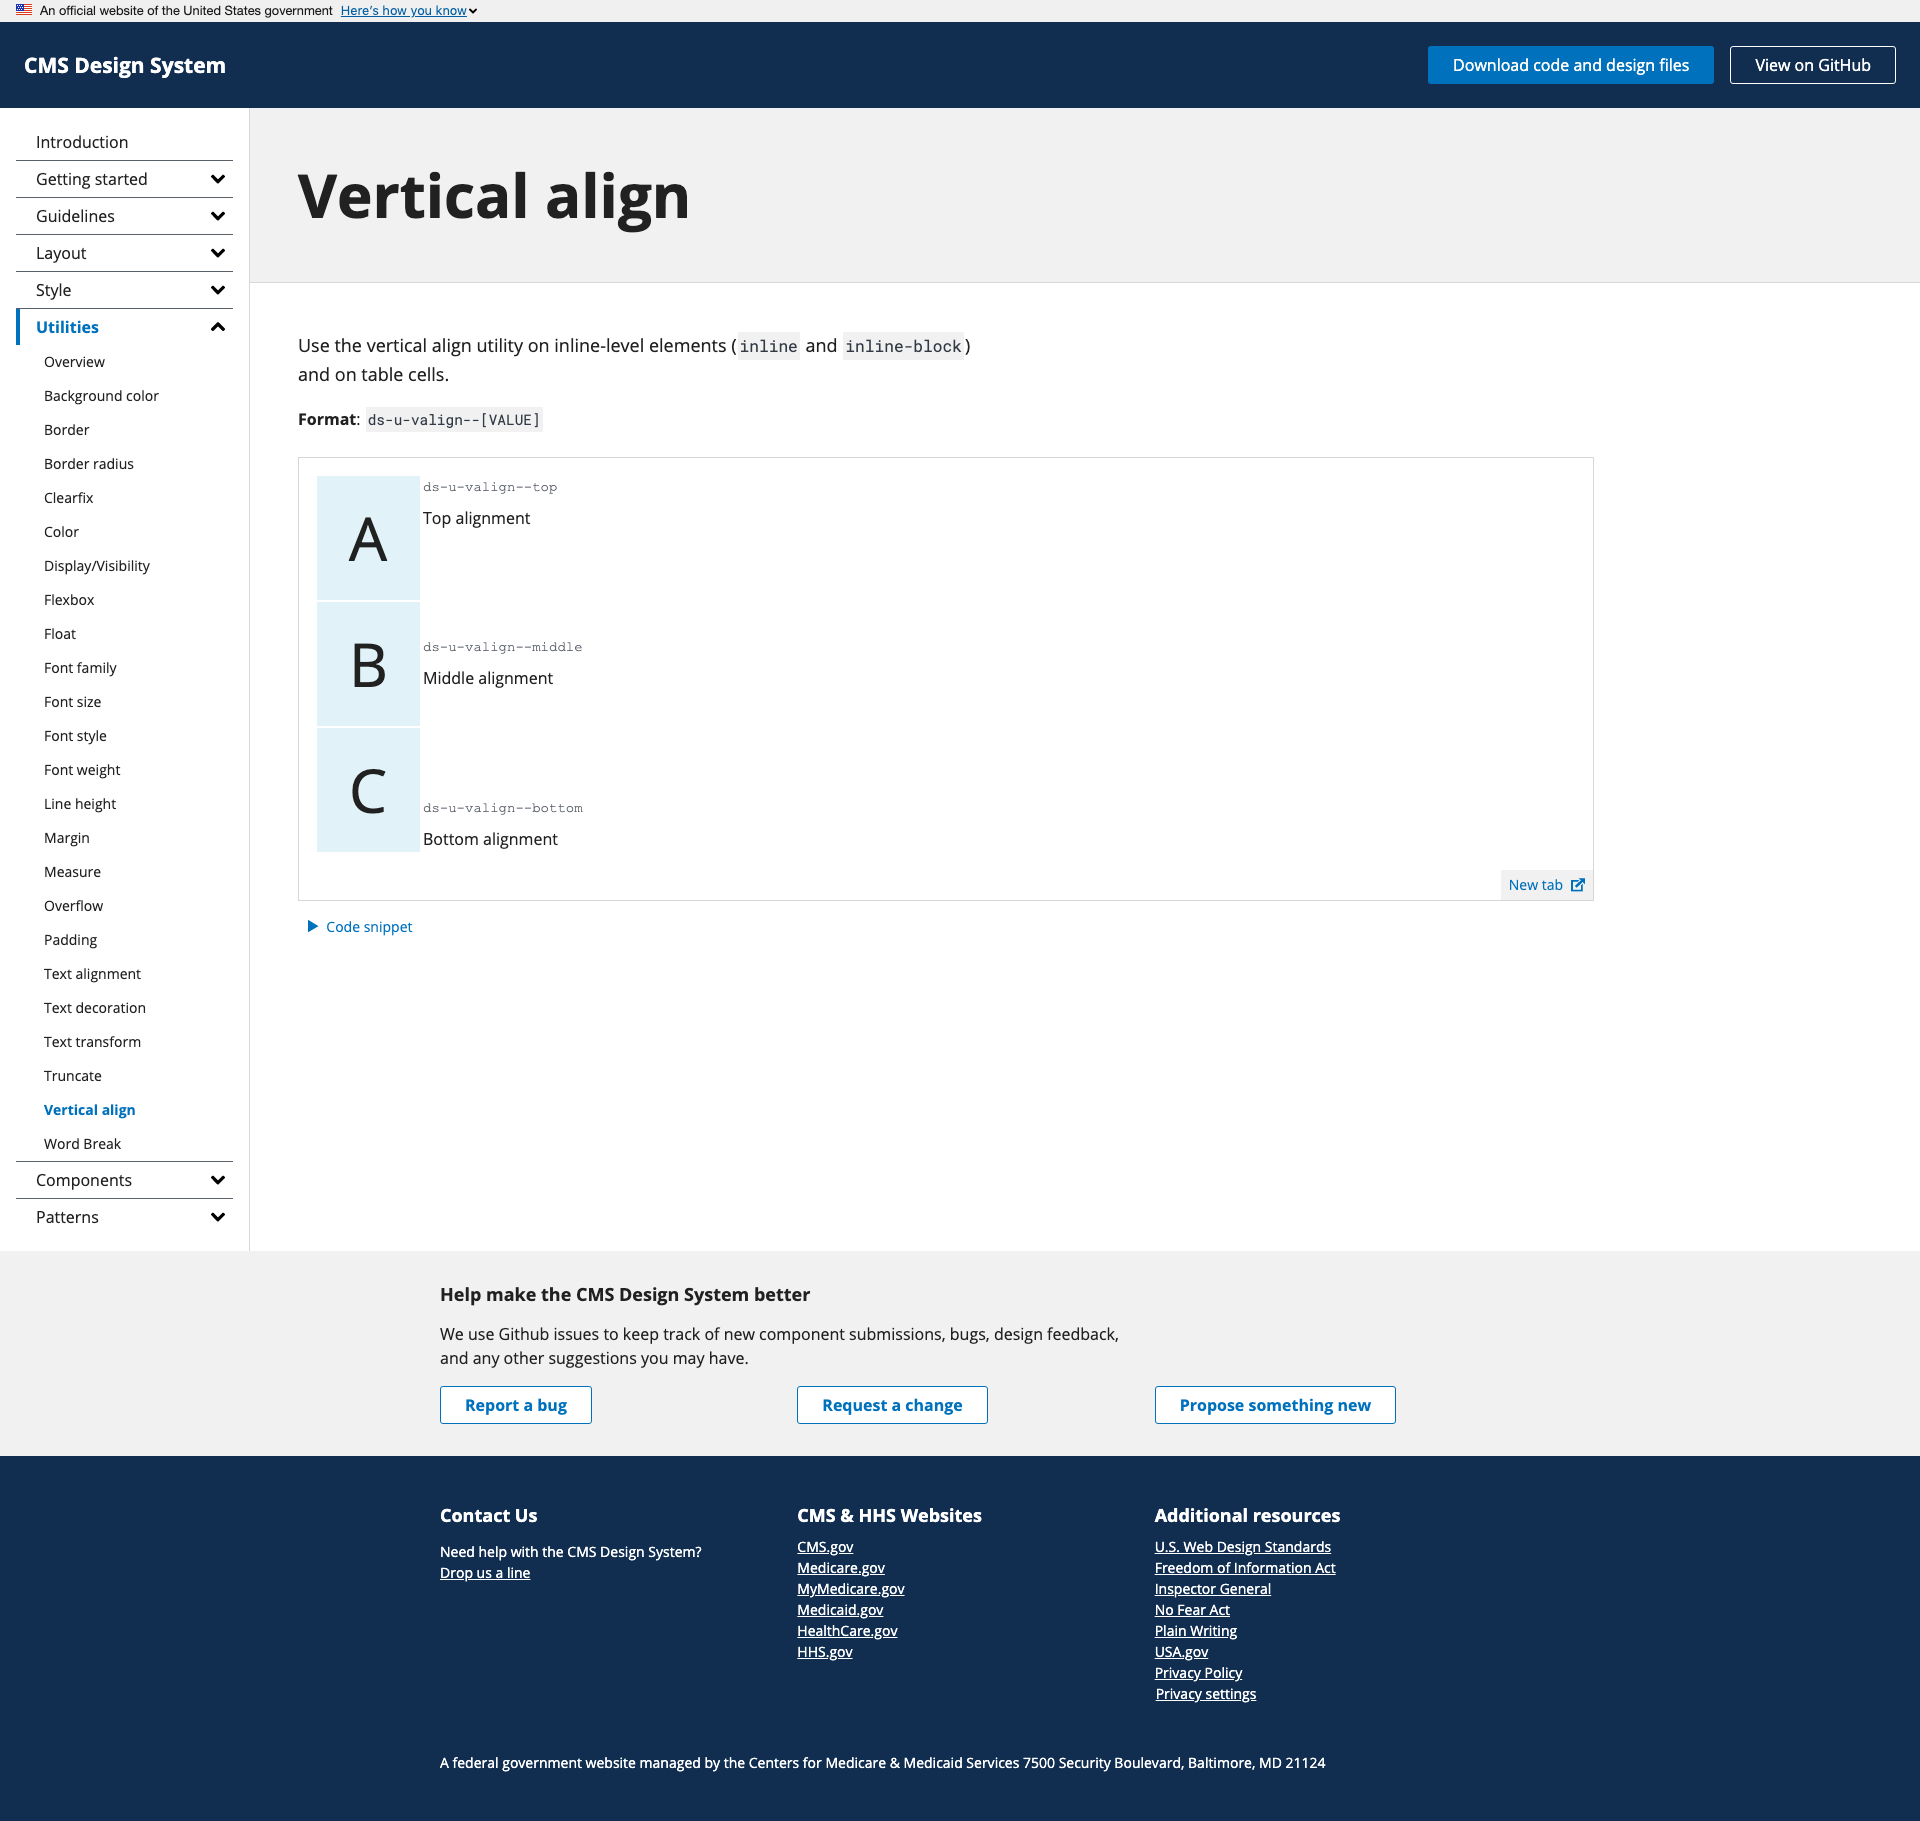 An official website of the United States government Here's how you know
CMS Design System
Download code and design files
View on GitHub
Introduction
Getting started
Guidelines
Layout
Style
Utilities
Overview
Background color
Border
Border radius
Clearfix
Color
Display/Visibility
Flexbox
Float
Font family
Font size
Font style
Font weight
Line height
Margin
Measure
Overflow
Padding
Text alignment
Text decoration
Text transform
Truncate
Vertical align
Word Break
Components
Patterns
Vertical align
Use the vertical align utility on inline-level elements (inline and inline-block)
and on table cells.
Format: ds-u-valign--[VALUE]
A
ds-u-valign--top
Top alignment
B
ds-u-valign--middle
Middle alignment
C
ds-u-valign--bottom
Bottom alignment
New tab
Code snippet
Help make the CMS Design System better
We use Github issues to keep track of new component submissions, bugs, design feedback,
and any other suggestions you may have.
Report a bug
Request a change
Propose something new
Contact Us
Need help with the CMS Design System?
Drop us a line
CMS & HHS Websites
CMS.gov
Medicare.gov
MyMedicare.gov
Medicaid.gov
HealthCare.gov
HHS.gov
Additional resources
U.S. Web Design Standards
Freedom of Information Act
Inspector General
No Fear Act
Plain Writing
USA.gov
Privacy Policy
Privacy settings
A federal government website managed by the Centers for Medicare & Medicaid Services 7500 Security Boulevard, Baltimore, MD 21124